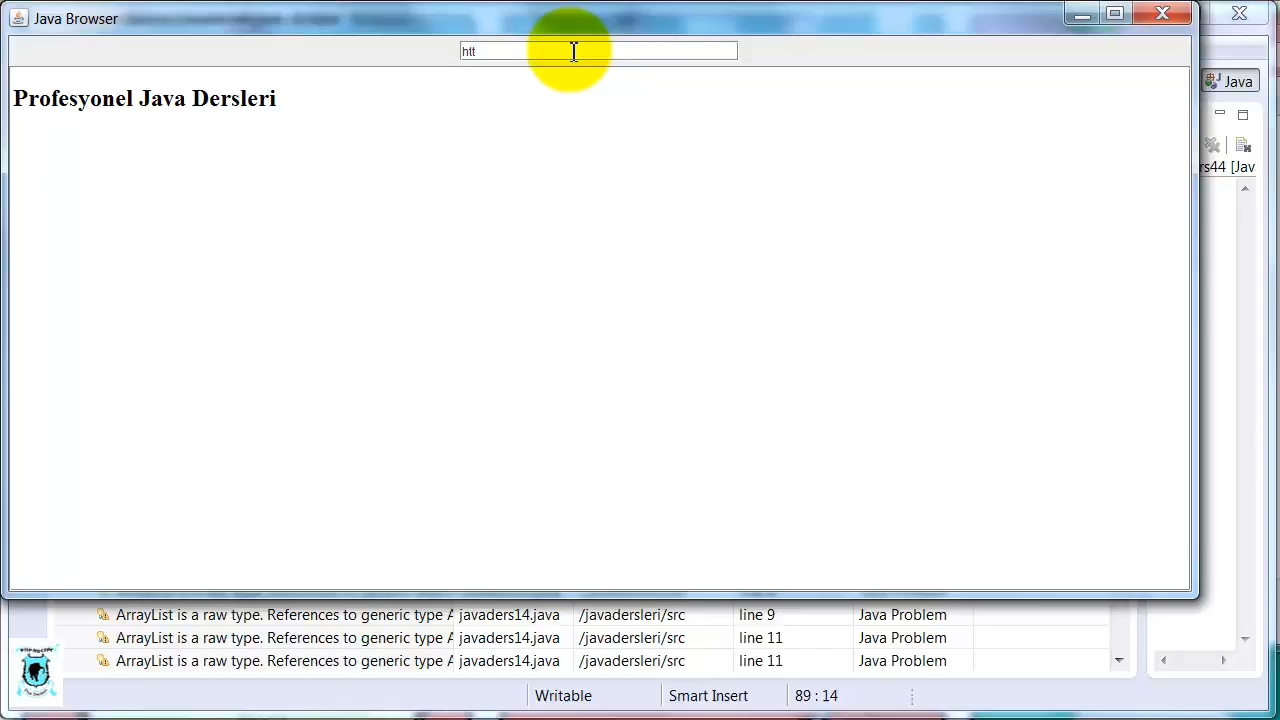 Java Browser
htt
Java
Profesyonel Java Dersleri
rs44 [Jav
ArrayList is a raw type. References to generic type A javaders14.java /javadersleri/src line 9 Java Problem
ArrayList is a raw type. References to generic type A javaders14.java /javadersleri/src line 11 Java Problem
ArrayList is a raw type. References to generic type A javaders14.java /javadersleri/src line 11 Java Problem
Writable Smart Insert 89 : 14